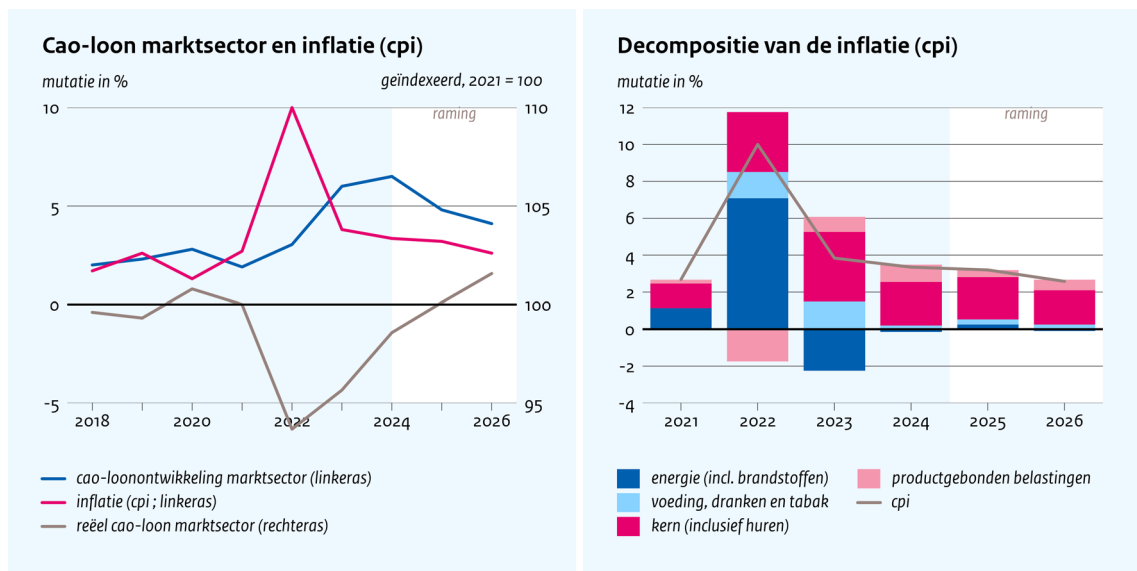 Cao-loon marktsector en inflatie (cpi)
mutatie in %
geïndexeerd, 2021 = 100
raming
10
5
0
-5
110
105
100
95
2018
2020
2022
2024
2026
cao-loonontwikkeling marktsector (linkeras)
inflatie (cpi ; linkeras)
reëel cao-loon marktsector (rechteras)
Decompositie van de inflatie (cpi)
mutatie in %
raming
12
10
8
6
4
2
0
-2
-4
2021
2022
2023
2024
2025
2026
energie (incl. brandstoffen)
voeding, dranken en tabak
kern (inclusief huren)
productgebonden belastingen
cpi